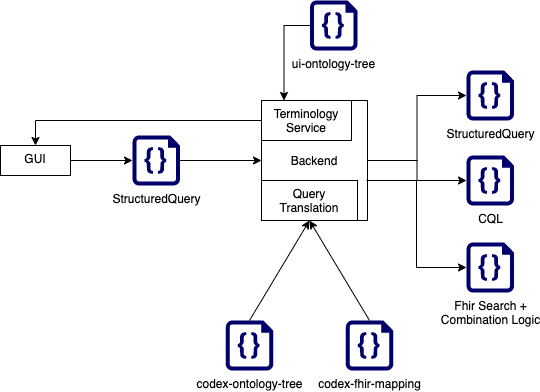 {}
ui-ontology-tree
Terminology
Service
{}
StructuredQuery
GUI
{}
StructuredQuery
Backend
{}
CQL
Query
Translation
{}
Fhir Search +
Combination Logic
{}
codex-ontology-tree
{}
codex-fhir-mapping